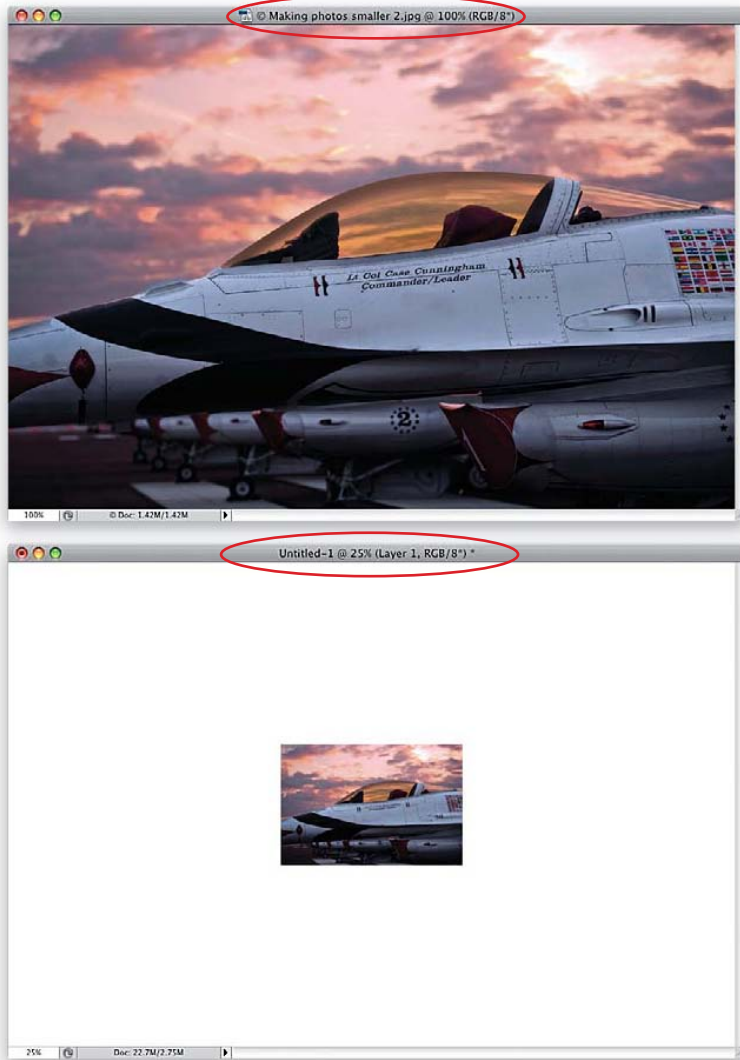 © Making photos smaller 2.jpg @ 100% (RGB/8*)
Lt Col Case Cunningham
Commander/Leader
2
100%
© Doc: 1.42M/1.42M
Untitled-1 @ 25% (Layer 1, RGB/8*) *
25%
Doc: 22.7M/2.75M